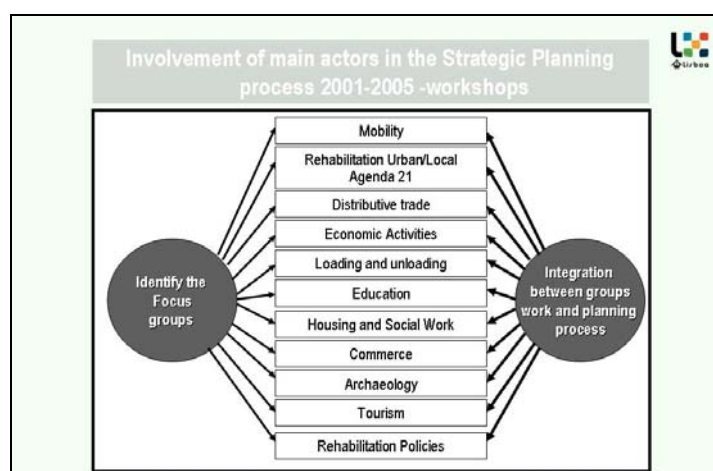 Involvement of main actors in the Strategic Planning
process 2001-2005 -workshops
Lisboa
Mobility
Rehabilitation Urban/Local
Agenda 21
Distributive trade
Economic Activities
Loading and unloading
Education
Housing and Social Work
Commerce
Archaeology
Tourism
Rehabilitation Policies
Identify the
Focus
groups
Integration
between groups
work and planning
process